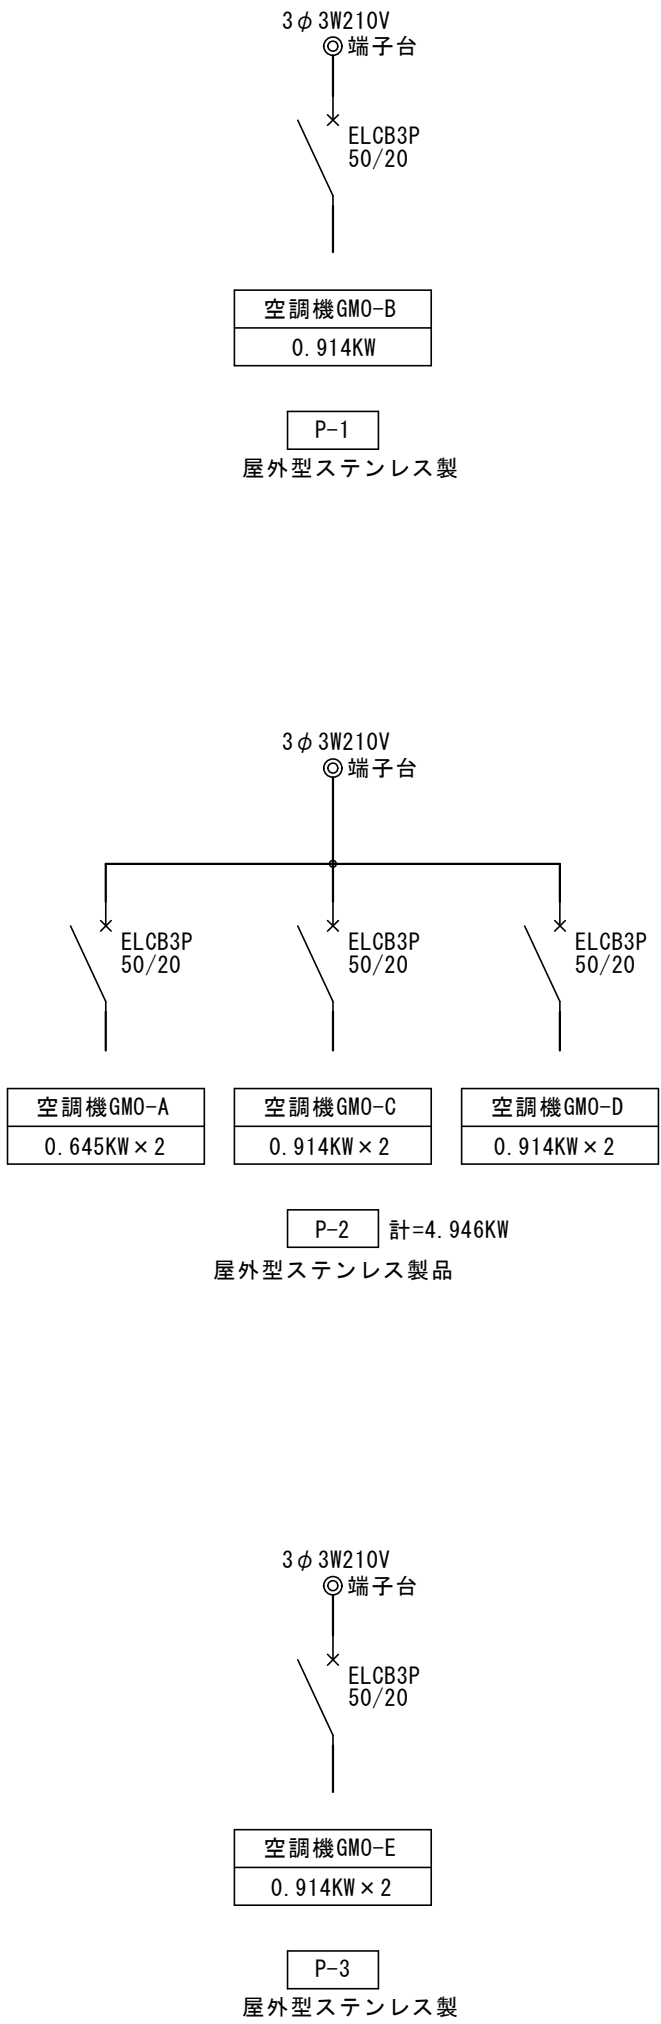 3φ3W210V
端子台
ELCB3P
50/20
空調機GMO-B
0.914KW
P-1
屋外型ステンレス製
3φ3W210V
端子台
ELCB3P
50/20
ELCB3P
50/20
ELCB3P
50/20
空調機GMO-A
0.645KW×2
空調機GMO-C
0.914KW×2
空調機GMO-D
0.914KW×2
P-2 計=4.946KW
屋外型ステンレス製品
3φ3W210V
端子台
ELCB3P
50/20
空調機GMO-E
0.914KW×2
P-3
屋外型ステンレス製